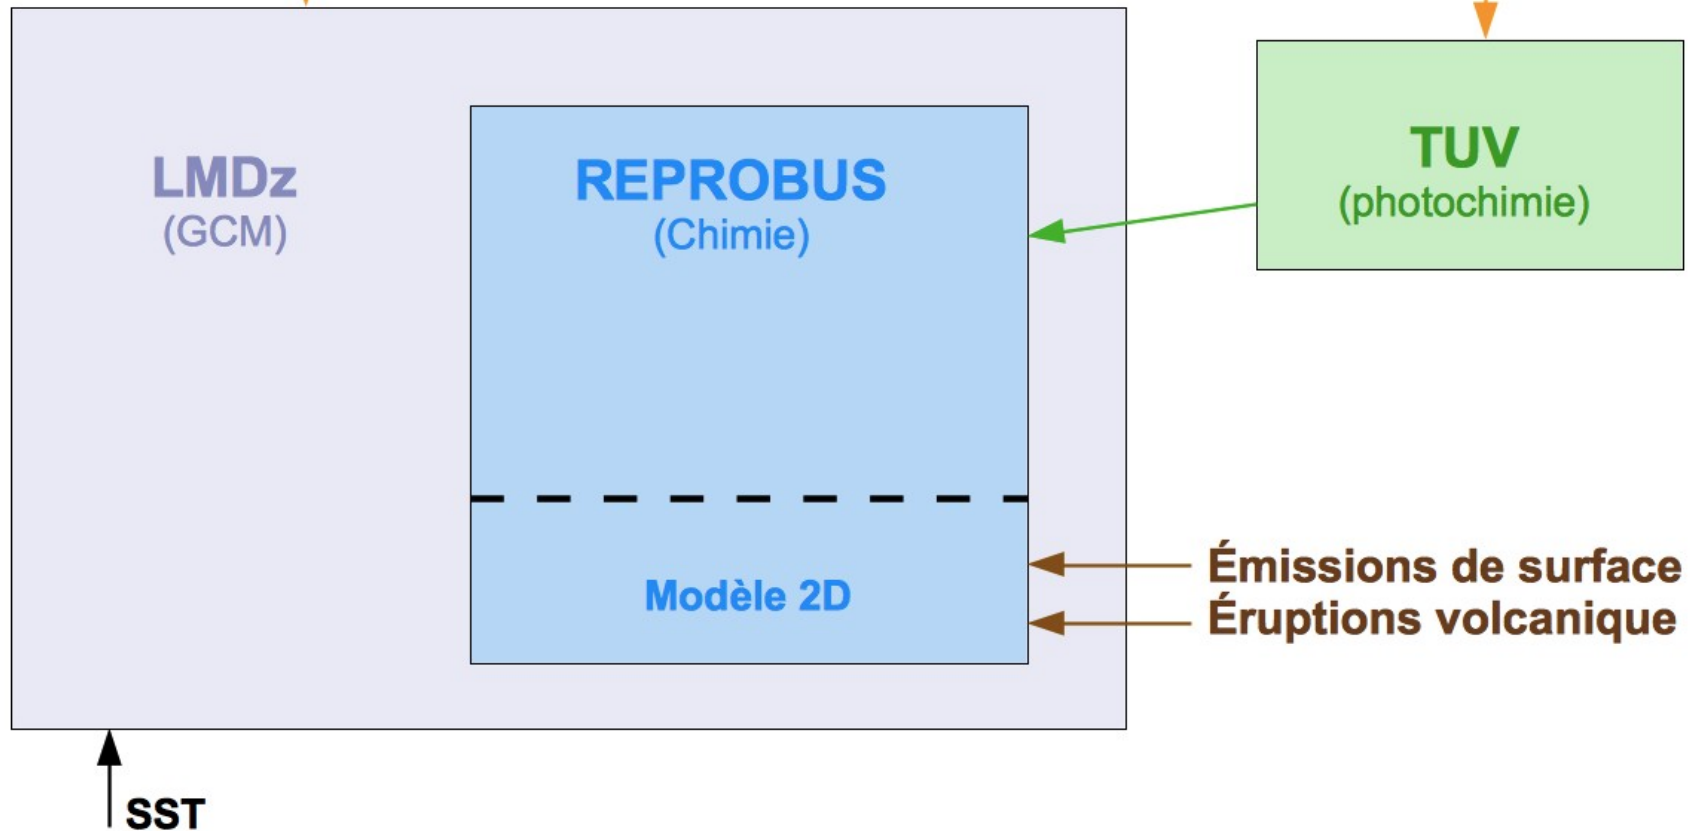 LMDz
(GCM)
REPROBUS
(Chimie)
TUV
(photochimie)
Modèle 2D
Émissions de surface
Éruptions volcanique
SST